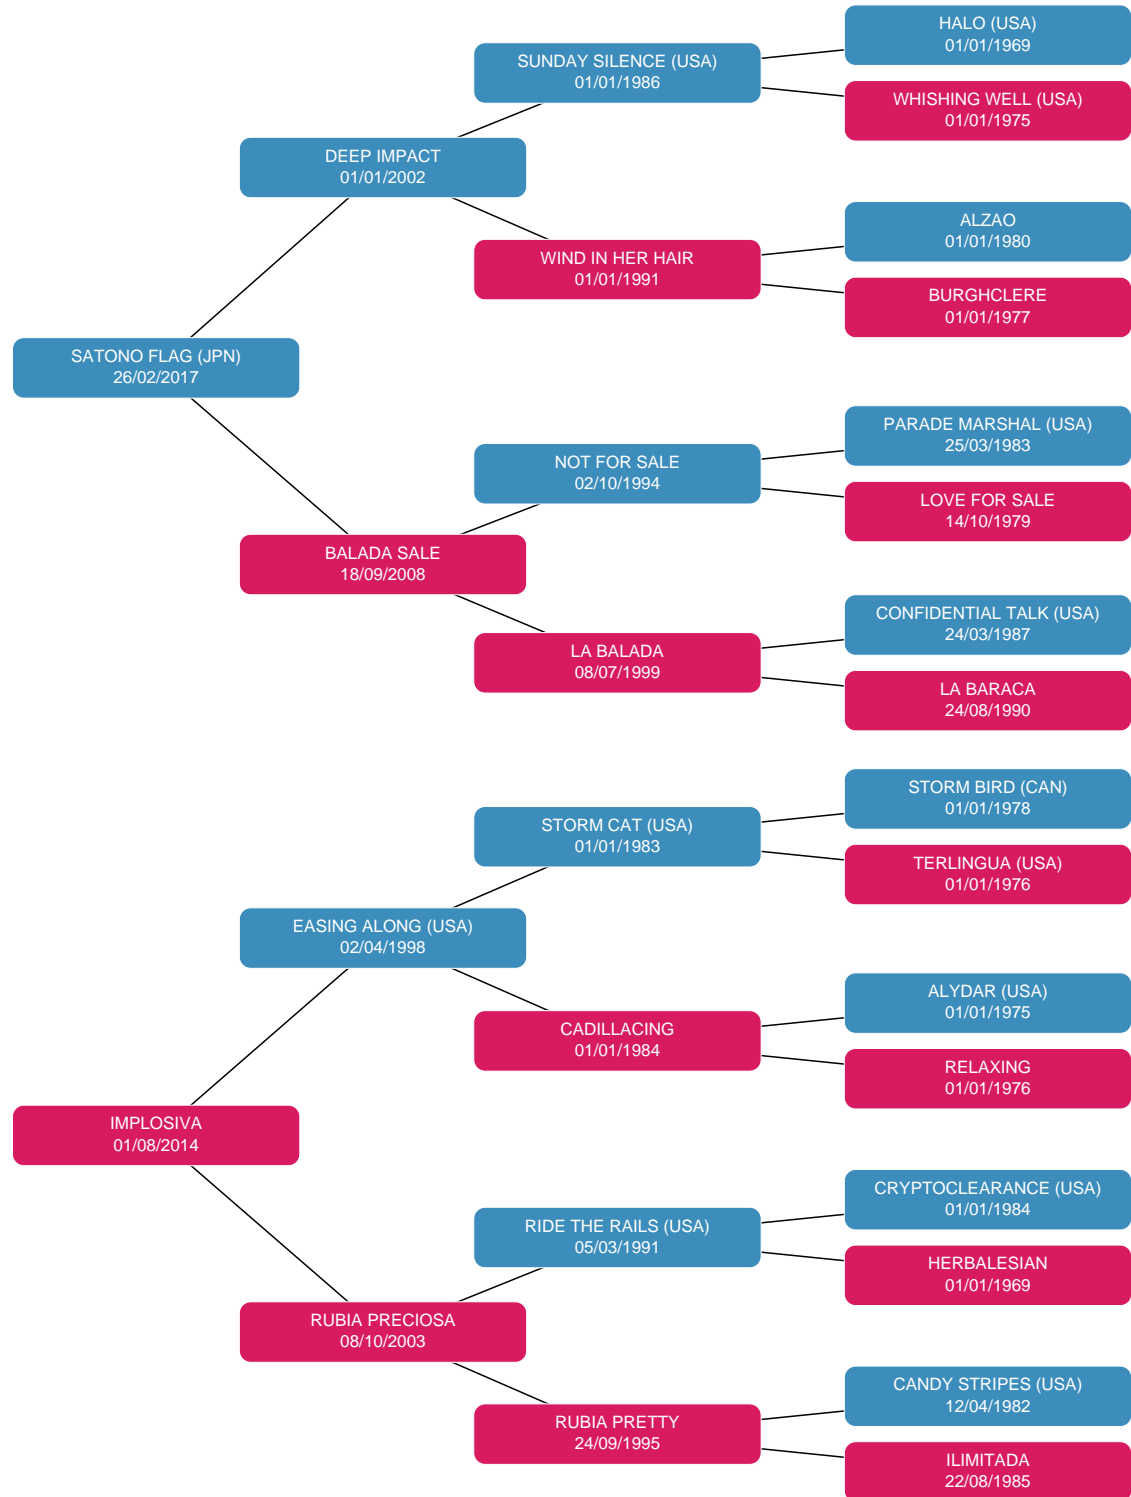 HALO (USA)
01/01/1969
SUNDAY SILENCE (USA)
01/01/1986
WHISHING WELL (USA)
01/01/1975
DEEP IMPACT
01/01/2002
ALZAO
01/01/1980
WIND IN HER HAIR
01/01/1991
BURGHCLERE
01/01/1977
SATONO FLAG (JPN)
26/02/2017
PARADE MARSHAL (USA)
25/03/1983
NOT FOR SALE
02/10/1994
LOVE FOR SALE
14/10/1979
BALADA SALE
18/09/2008
CONFIDENTIAL TALK (USA)
24/03/1987
LA BALADA
08/07/1999
LA BARACA
24/08/1990
STORM BIRD (CAN)
01/01/1978
STORM CAT (USA)
01/01/1983
TERLINGUA (USA)
01/01/1976
EASING ALONG (USA)
02/04/1998
ALYDAR (USA)
01/01/1975
CADILLACING
01/01/1984
RELAXING
01/01/1976
IMPLOSIVA
01/08/2014
CRYPTOCLEARANCE (USA)
01/01/1984
RIDE THE RAILS (USA)
05/03/1991
HERBALESIAN
01/01/1969
RUBIA PRECIOSA
08/10/2003
CANDY STRIPES (USA)
12/04/1982
RUBIA PRETTY
24/09/1995
ILIMITADA
22/08/1985